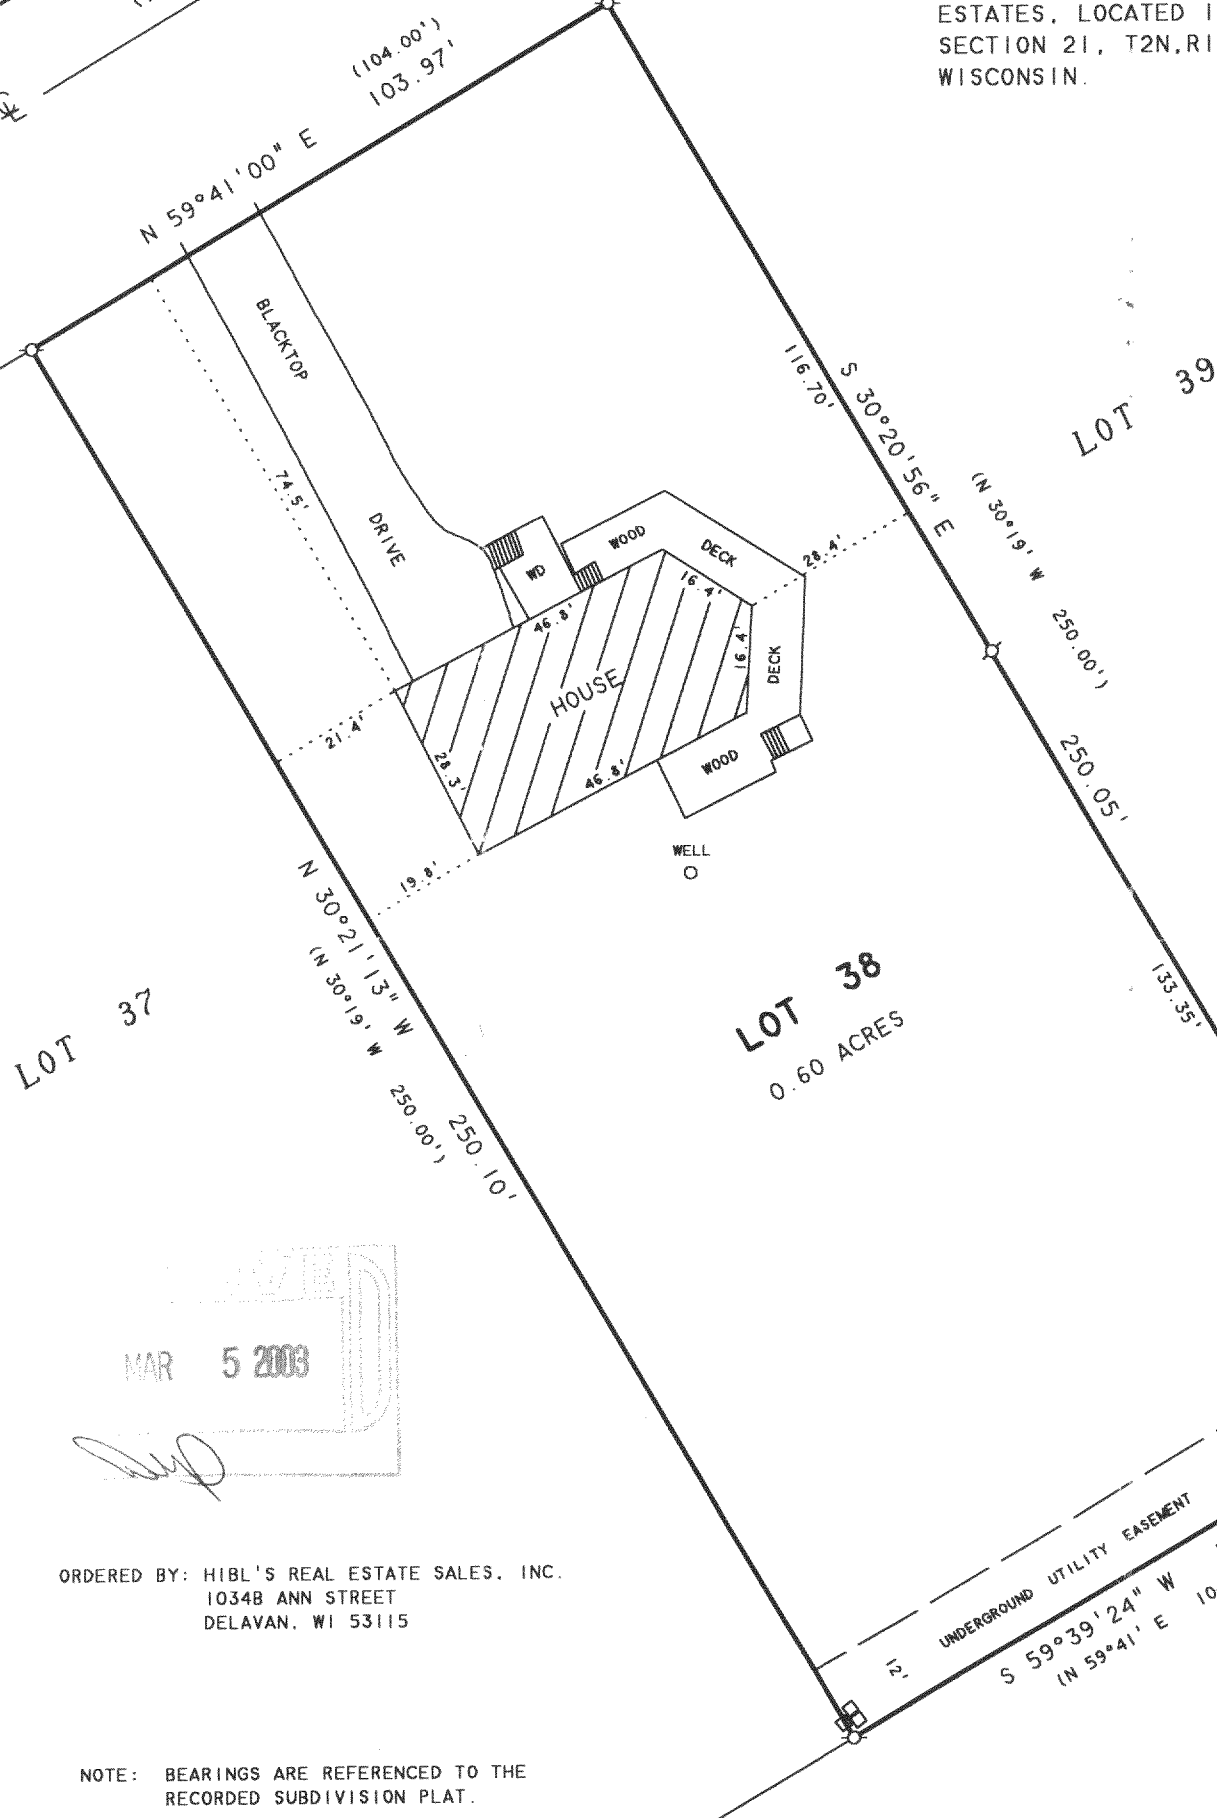 ESTATES, LOCATED I
SECTION 21, T2N,RI
WISCONSIN.
(104.00')
103.97'
N 59°41'00" E
BLACKTOP
DRIVE
74.5'
116.70'
S 30°20'56" E
(N 30°19' W 250.00')
250.05'
133.35'
LOT 39
WOOD
DECK
WD
28.4'
16.4'
16.4'
DECK
46.8'
HOUSE
21.4'
28.3'
46.8'
WOOD
19.8'
WELL
N 30°21'13" W
(N 30°19' W 250.00')
250.10'
LOT 37
LOT 38
0.60 ACRES
MAR 5 2003
ORDERED BY: HIBL'S REAL ESTATE SALES, INC.
1034B ANN STREET
DELAVAN, WI 53115
12'
UNDERGROUND UTILITY EASEMENT
S 59°39'24" W
(N 59°41' E 10
NOTE: BEARINGS ARE REFERENCED TO THE
RECORDED SUBDIVISION PLAT.